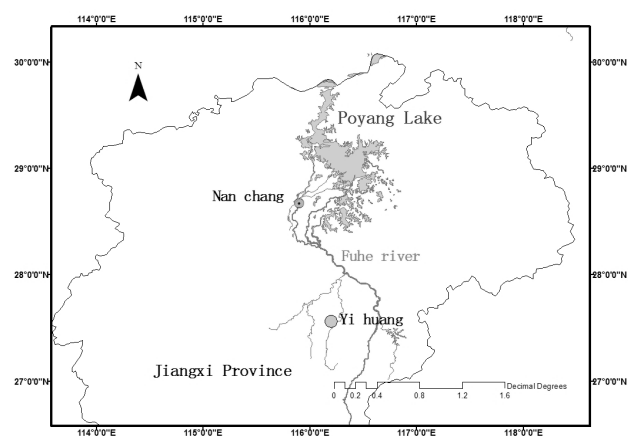 114°0'0"E 115°0'0"E 116°0'0"E 117°0'0"E 118°0'0"E
30°0'0"N 30°0'0"N
N
Poyang Lake
29°0'0"N 29°0'0"N
Nan chang
Fuhe river
28°0'0"N 28°0'0"N
Yi huang
Jiangxi Province
27°0'0"N 27°0'0"N
Decimal Degrees
0 0.2 0.4 0.8 1.2 1.6
114°0'0"E 115°0'0"E 116°0'0"E 117°0'0"E 118°0'0"E